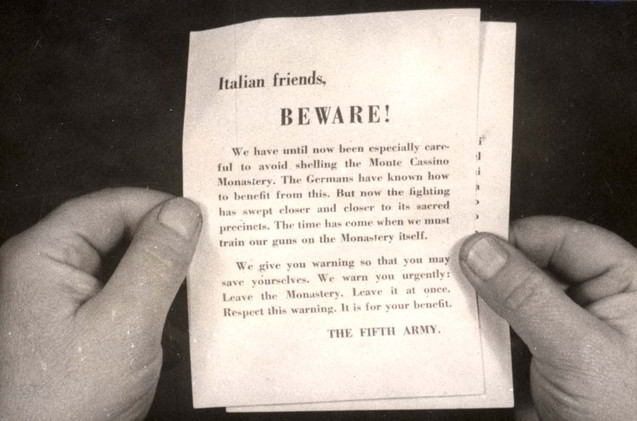 Italian friends,
BEWARE!
We have until now been especially care-
ful to avoid shelling the Monte Cassino
Monastery. The Germans have known how
to benefit from this. But now the fighting
has swept closer and closer to its sacred
precincts. The time has come when we must
train our guns on the Monastery itself.
We give you warning so that you may
save yourselves. We warn you urgently:
Leave the Monastery. Leave it at once.
Respect this warning. It is for your benefit.
THE FIFTH ARMY.